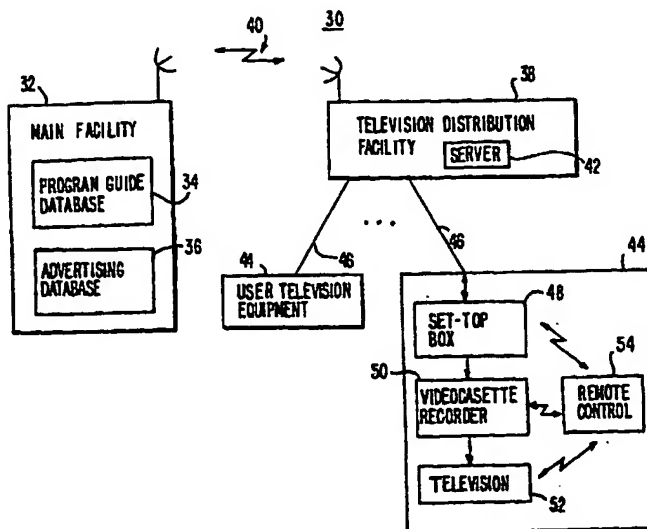 30
40
32
38
MAIN FACILITY
TELEVISION DISTRIBUTION
FACILITY
SERVER
42
PROGRAM GUIDE
DATABASE
34
36
ADVERTISING
DATABASE
...
46
46
44
44
USER TELEVISION
EQUIPMENT
48
SET-TOP
BOX
54
50
VIDEOCASETTE
RECORDER
REMOTE
CONTROL
TELEVISION
52